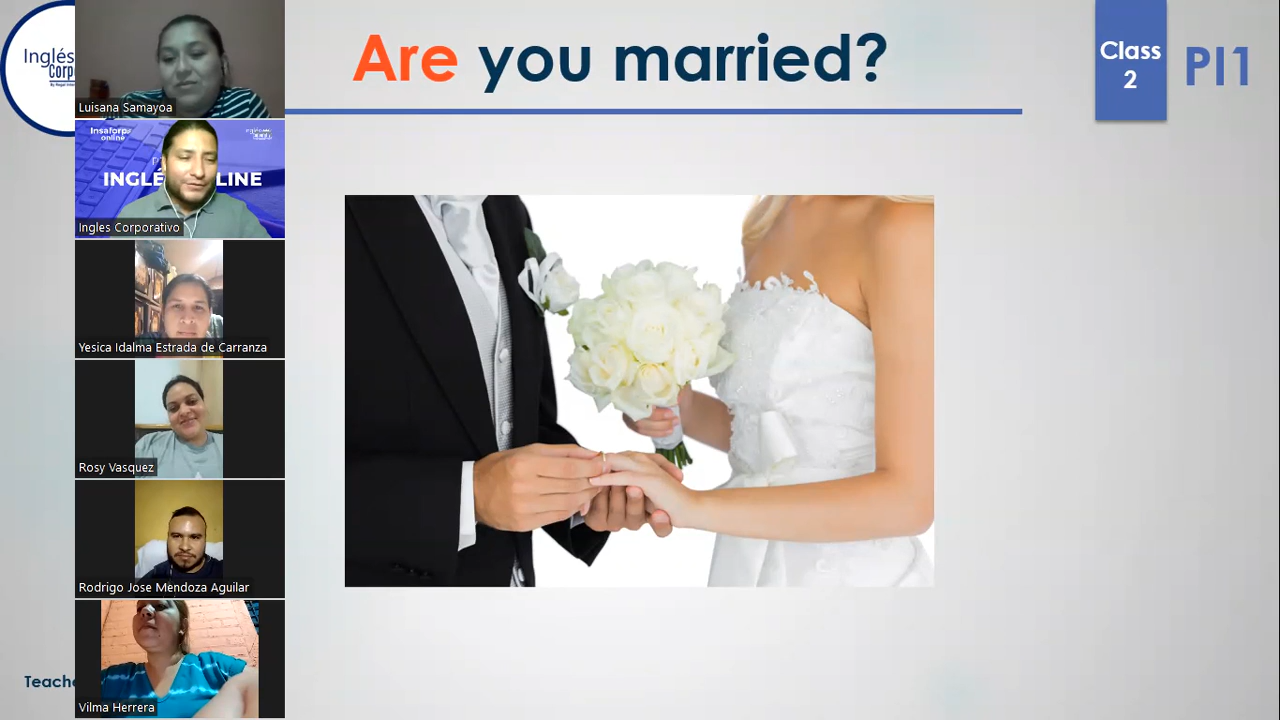 Are you married?
Class
2
PI1
Inglés
Corp
Luisana Samayoa
Insaforp
online
INGLÉ
LINE
Ingles Corporativo
Yesica Idalma Estrada de Carranza
Rosy Vasquez
Rodrigo Jose Mendoza Aguilar
Teache
Vilma Herrera